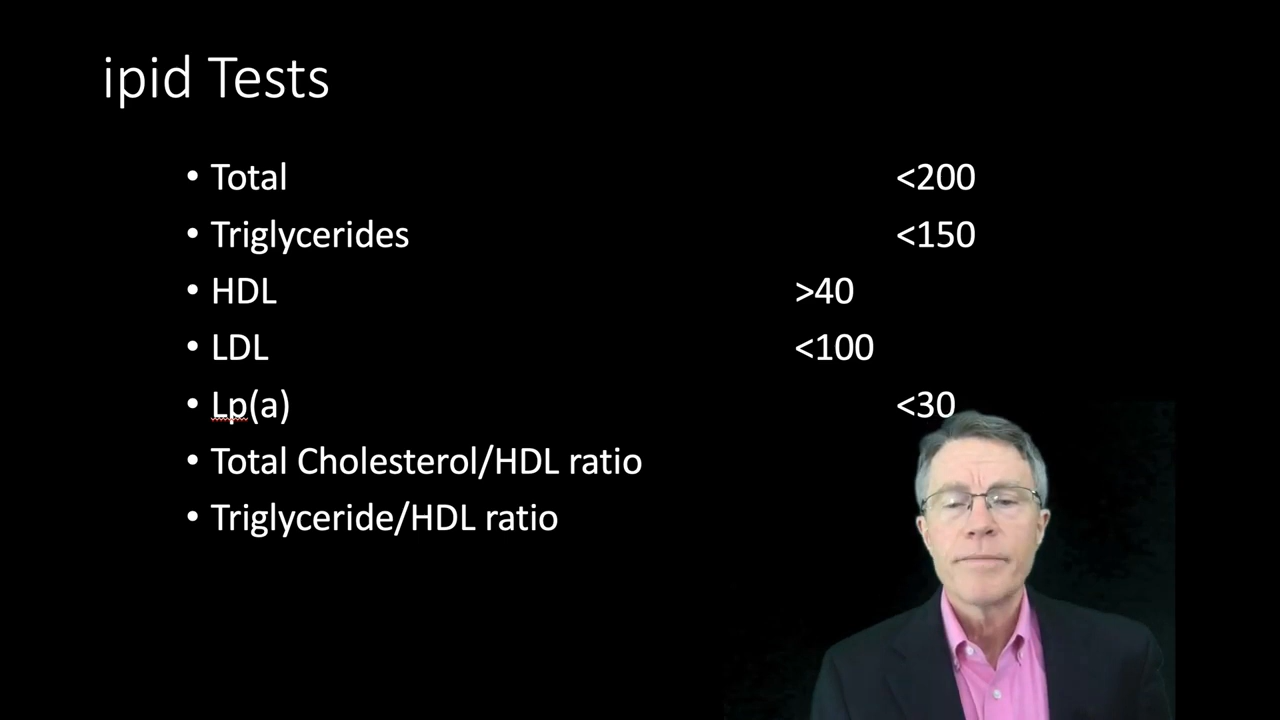 ipid Tests
• Total <200
• Triglycerides <150
• HDL >40
• LDL <100
• Lp(a) <30
• Total Cholesterol/HDL ratio
• Triglyceride/HDL ratio